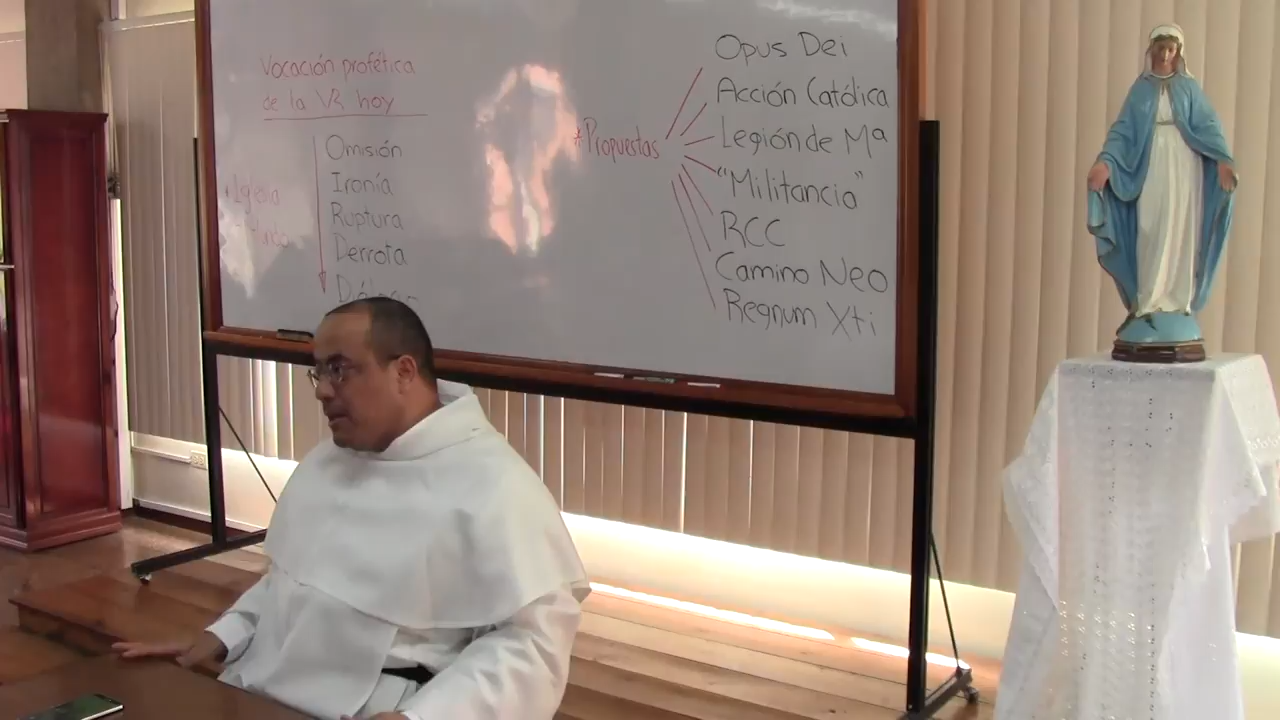 Vocación profética
de la VR hoy
Omisión
Ironía
Ruptura
Derrota
+ Iglesia
* Propuestas
Opus Dei
Acción Católica
Legión de Mª
"Militancia"
RCC
Camino Neo
Regnum Xti